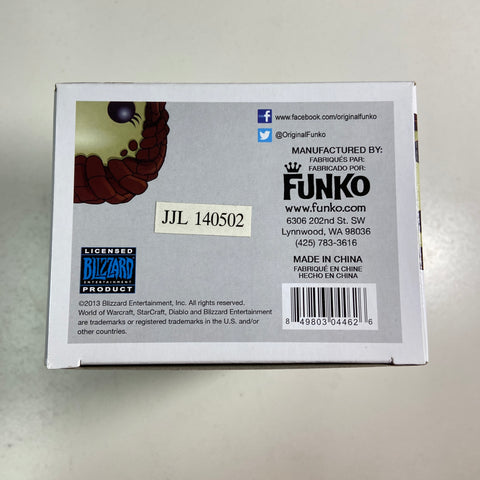 www.facebook.com/originalfunko
@OriginalFunko
MANUFACTURED BY:
FABRIQUÉS PAR:
FABRICADO POR:
FUNKO
www.funko.com
6306 202nd St. SW
Lynnwood, WA 98036
(425) 783-3616
MADE IN CHINA
FABRIQUÉ EN CHINE
HECHO EN CHINA
8 49803 04462 6
JJL 140502
LICENSED
BLIZZARD
ENTERTAINMENT
PRODUCT
©2013 Blizzard Entertainment, Inc. All rights reserved.
World of Warcraft, StarCraft, Diablo and Blizzard Entertainment
are trademarks or registered trademarks in the U.S. and/or
other countries.